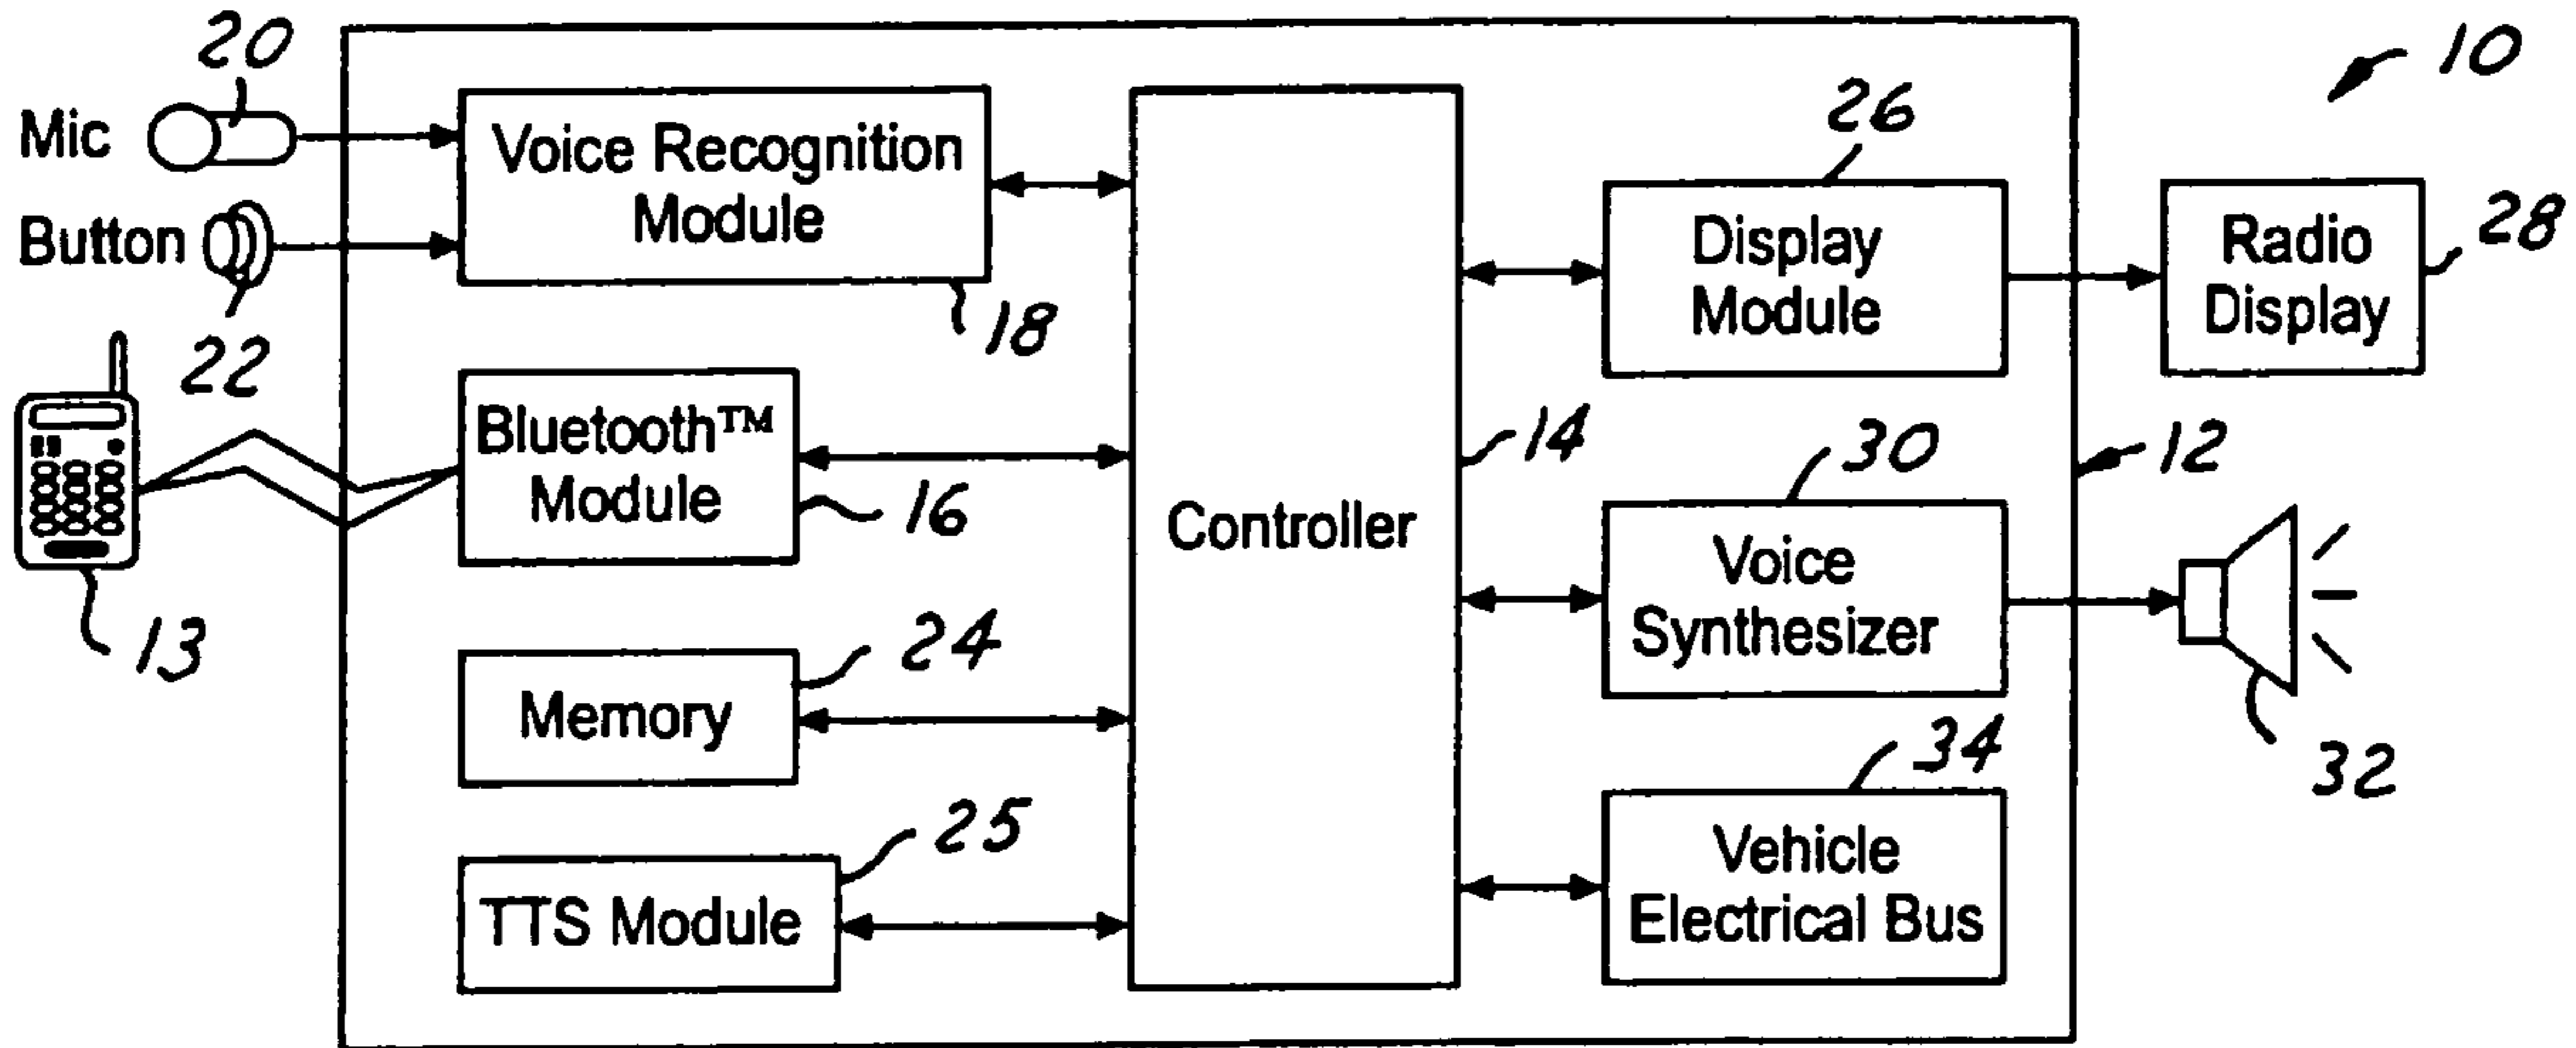 20
10
Mic
Voice Recognition
Module
26
Button
Display
Module
Radio
Display
28
22
18
Bluetooth™
Module
16
14
30
12
Controller
Voice
Synthesizer
13
24
Memory
34
32
25
TTS Module
Vehicle
Electrical Bus